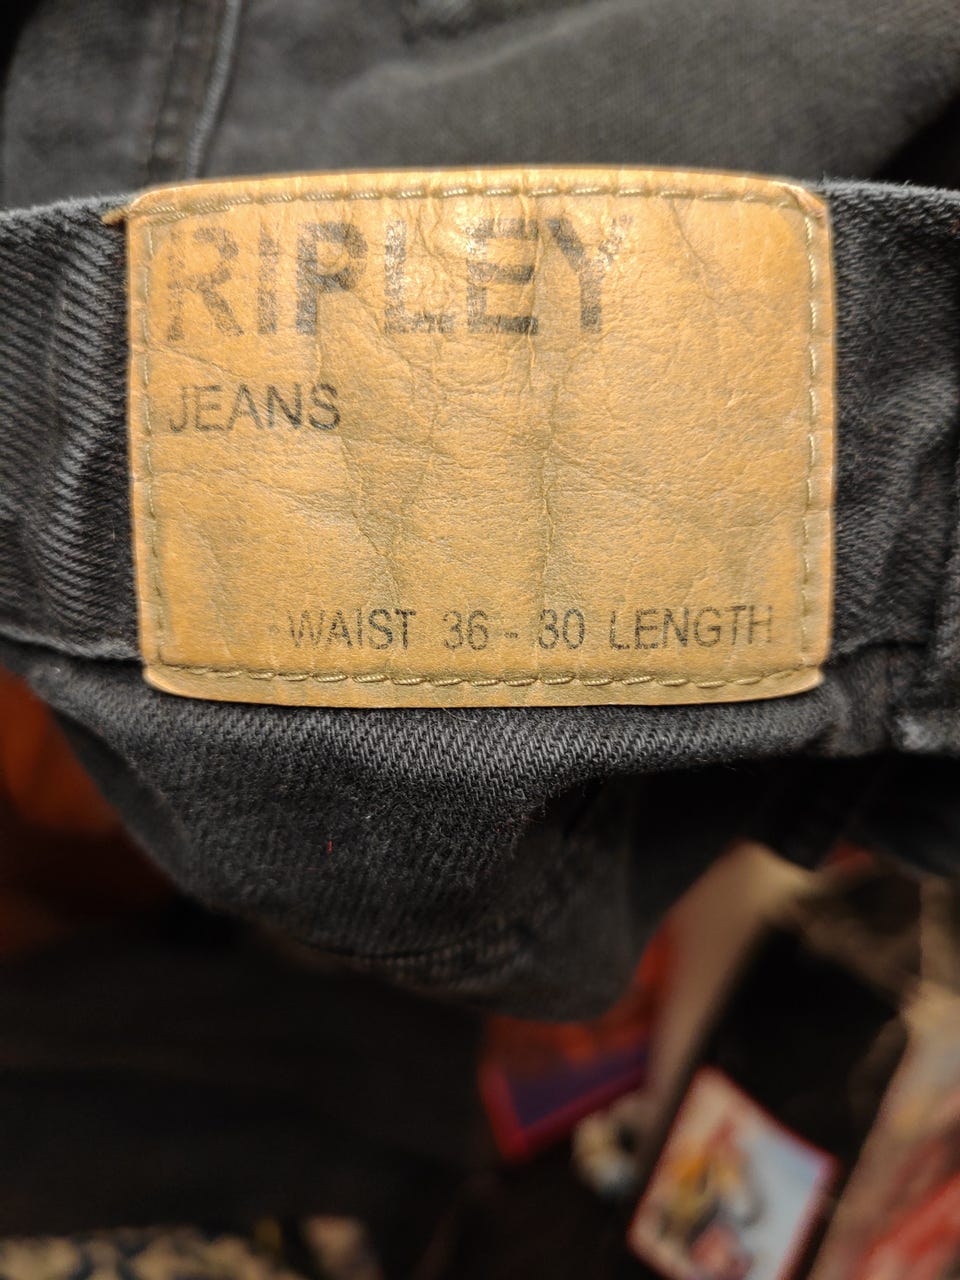 RIPLEY
JEANS
WAIST 36 - 30 LENGTH